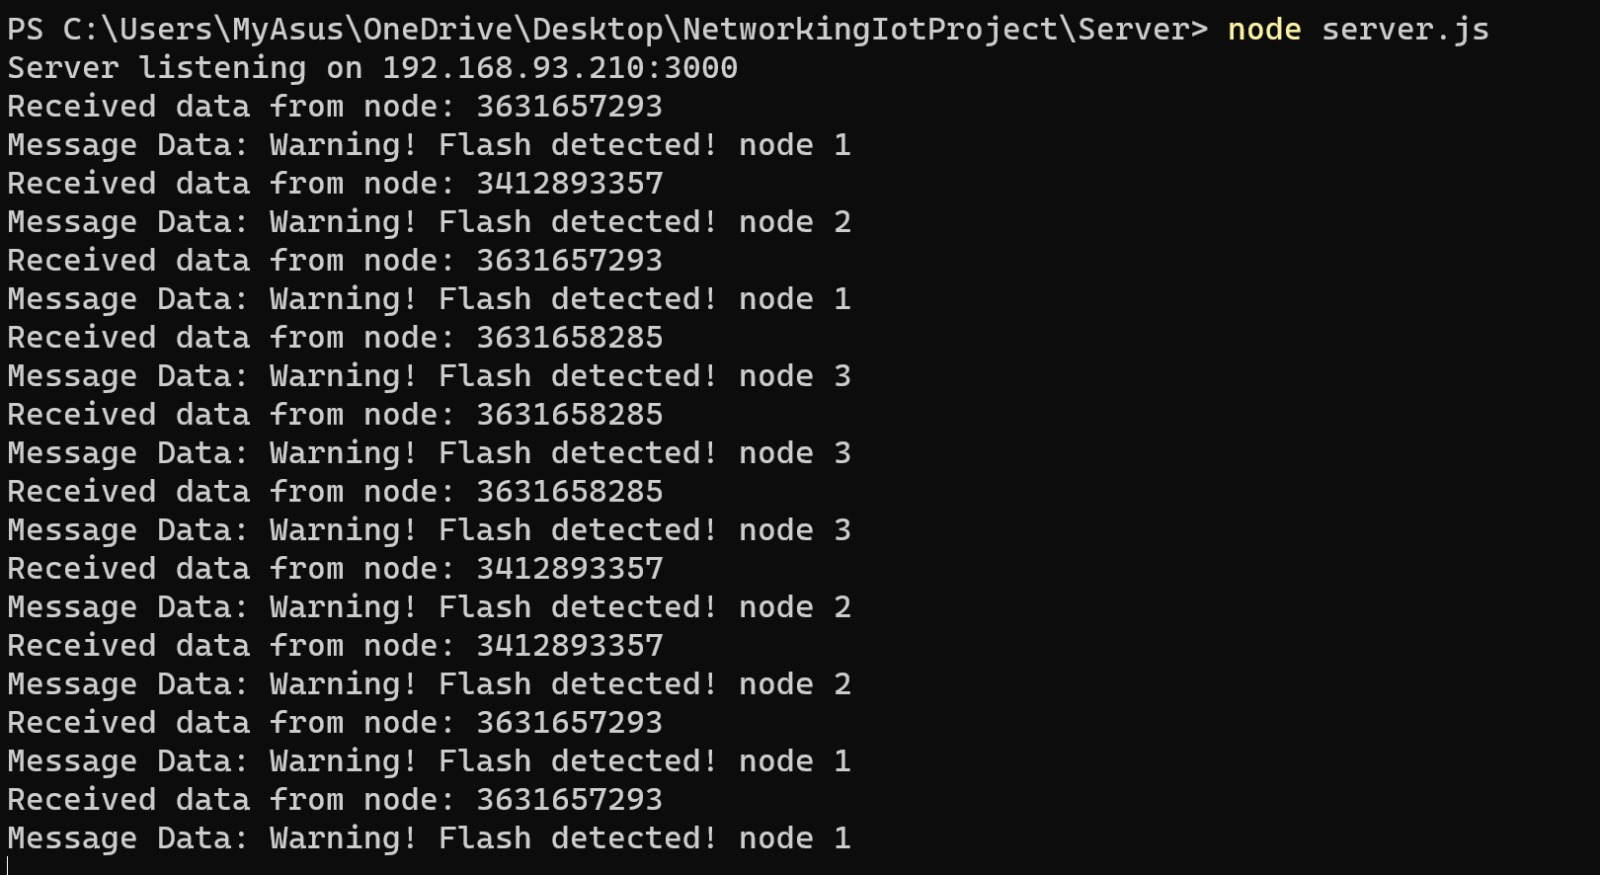 PS C:\Users\MyAsus\OneDrive\Desktop\NetworkingIotProject\Server> node server.js
Server listening on 192.168.93.210:3000
Received data from node: 3631657293
Message Data: Warning! Flash detected! node 1
Received data from node: 3412893357
Message Data: Warning! Flash detected! node 2
Received data from node: 3631657293
Message Data: Warning! Flash detected! node 1
Received data from node: 3631658285
Message Data: Warning! Flash detected! node 3
Received data from node: 3631658285
Message Data: Warning! Flash detected! node 3
Received data from node: 3631658285
Message Data: Warning! Flash detected! node 3
Received data from node: 3412893357
Message Data: Warning! Flash detected! node 2
Received data from node: 3412893357
Message Data: Warning! Flash detected! node 2
Received data from node: 3631657293
Message Data: Warning! Flash detected! node 1
Received data from node: 3631657293
Message Data: Warning! Flash detected! node 1